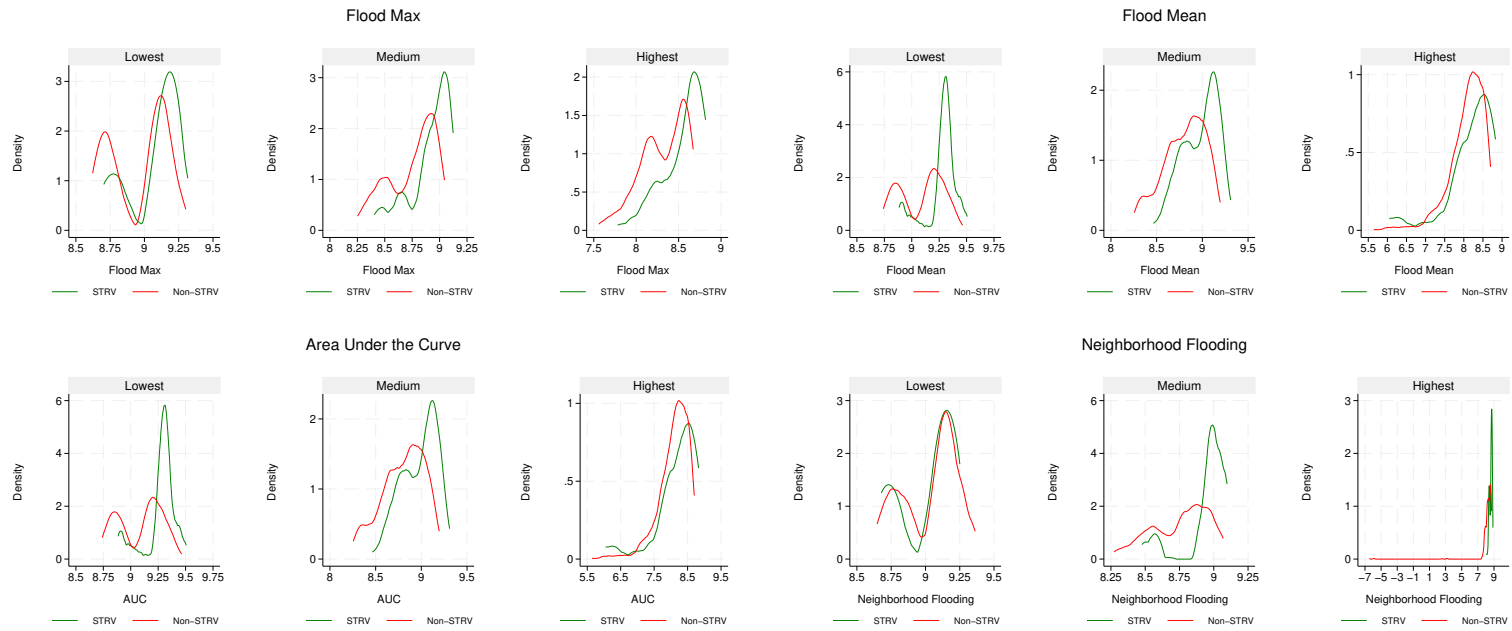 Flood Max
Flood Mean
Lowest
Medium
Highest
Lowest
Medium
Highest
Density
0
1
2
3
8.5 8.75 9 9.25 9.5
Flood Max
STRV Non−STRV
Density
0
1
2
3
8 8.25 8.5 8.75 9 9.25
Flood Max
STRV Non−STRV
Density
0
.5
1
1.5
2
7.5 8 8.5 9
Flood Max
STRV Non−STRV
Density
0
2
4
6
8.5 8.75 9 9.25 9.5 9.75
Flood Mean
STRV Non−STRV
Density
0
1
2
8 8.5 9 9.5
Flood Mean
STRV Non−STRV
Density
0
.5
1
5.5 6 6.5 7 7.5 8 8.5 9
Flood Mean
STRV Non−STRV
Area Under the Curve
Neighborhood Flooding
Lowest
Medium
Highest
Lowest
Medium
Highest
Density
0
2
4
6
8.5 8.75 9 9.25 9.5 9.75
AUC
STRV Non−STRV
Density
0
1
2
8 8.5 9 9.5
AUC
STRV Non−STRV
Density
0
.5
1
5.5 6.5 7.5 8.5 9.5
AUC
STRV Non−STRV
Density
0
1
2
3
8.5 8.75 9 9.25 9.5
Neighborhood Flooding
STRV Non−STRV
Density
0
2
4
6
8.25 8.5 8.75 9 9.25
Neighborhood Flooding
STRV Non−STRV
Density
0
1
2
3
−7 −5 −3 −1 1 3 5 7 9
Neighborhood Flooding
STRV Non−STRV